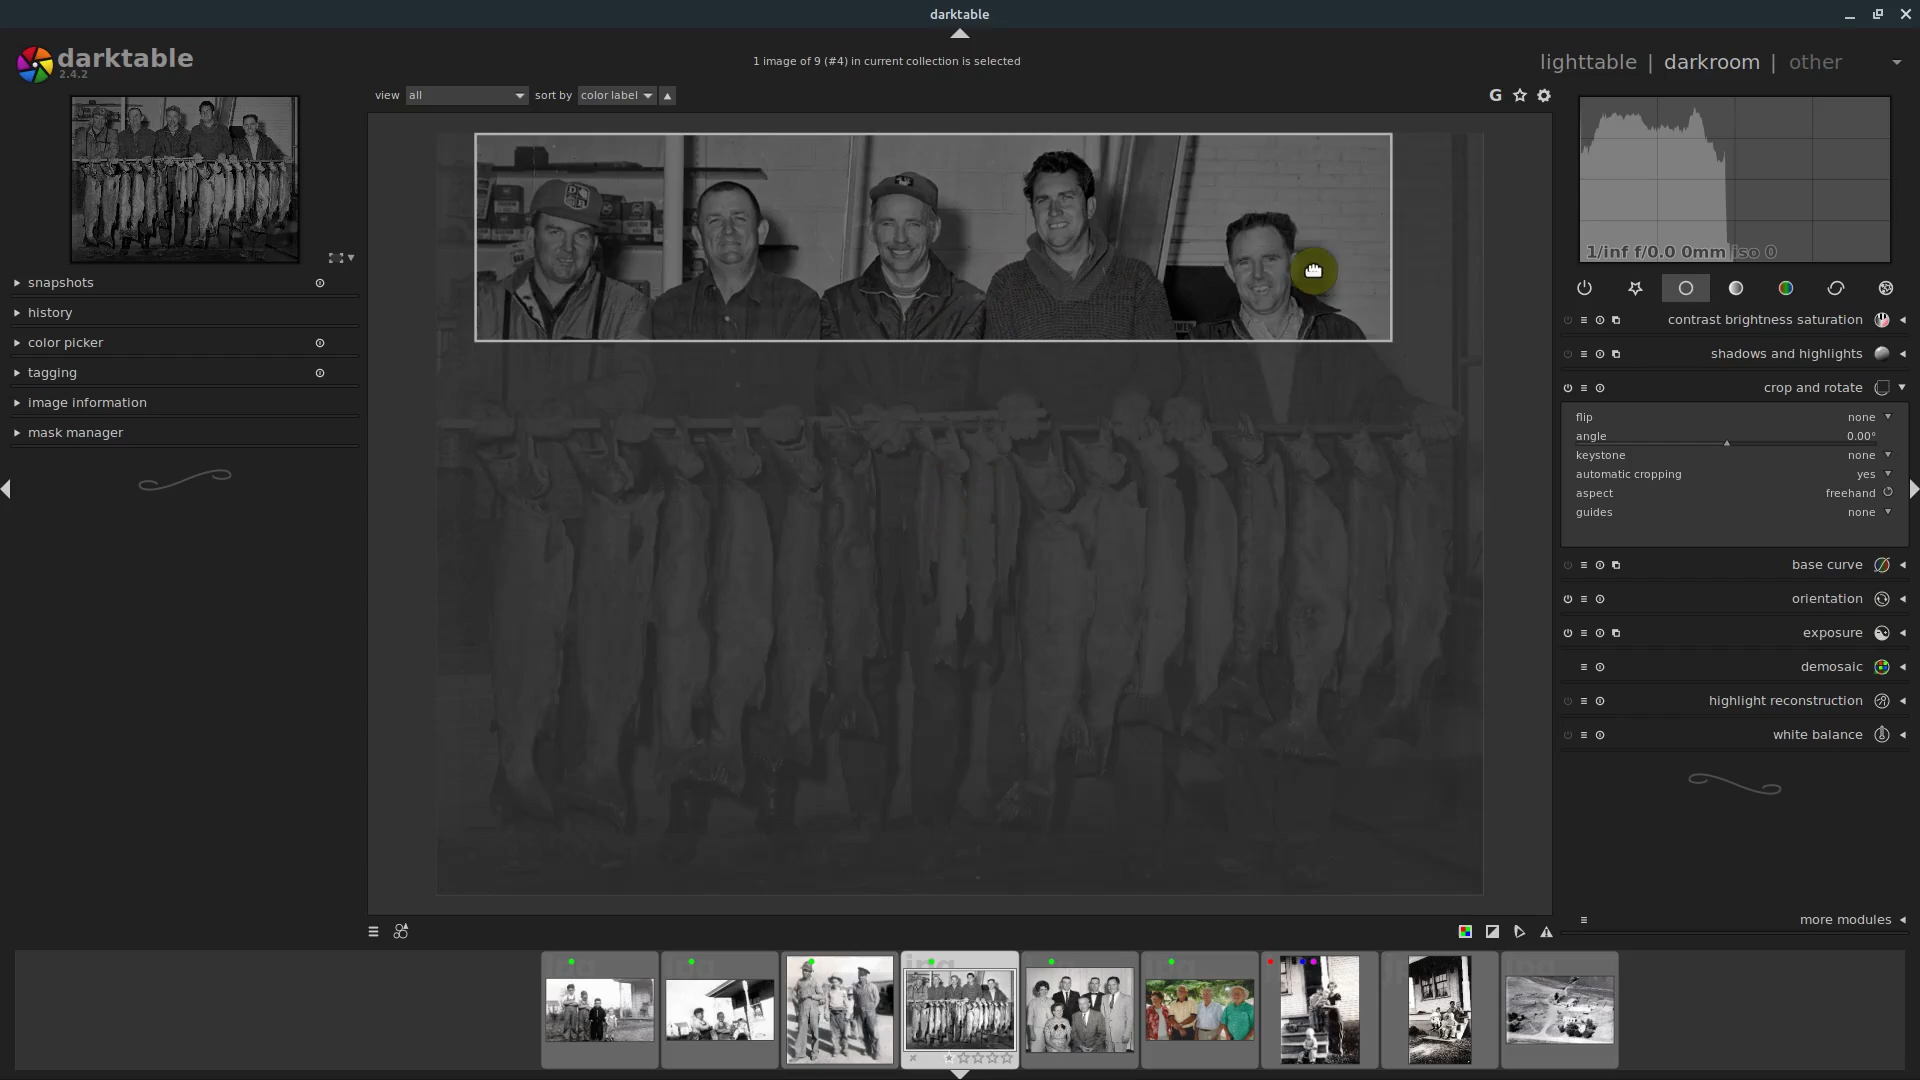 darktable
darktable
2.4.2
1 image of 9 (#4) in current collection is selected
lighttable | darkroom | other
view all sort by color label
G
1/inf f/0.0 0mm iso 0
snapshots
history
color picker
tagging
image information
mask manager
contrast brightness saturation
shadows and highlights
crop and rotate
flip none
angle 0.00°
keystone none
automatic cropping yes
aspect freehand
guides none
base curve
orientation
exposure
demosaic
highlight reconstruction
white balance
more modules